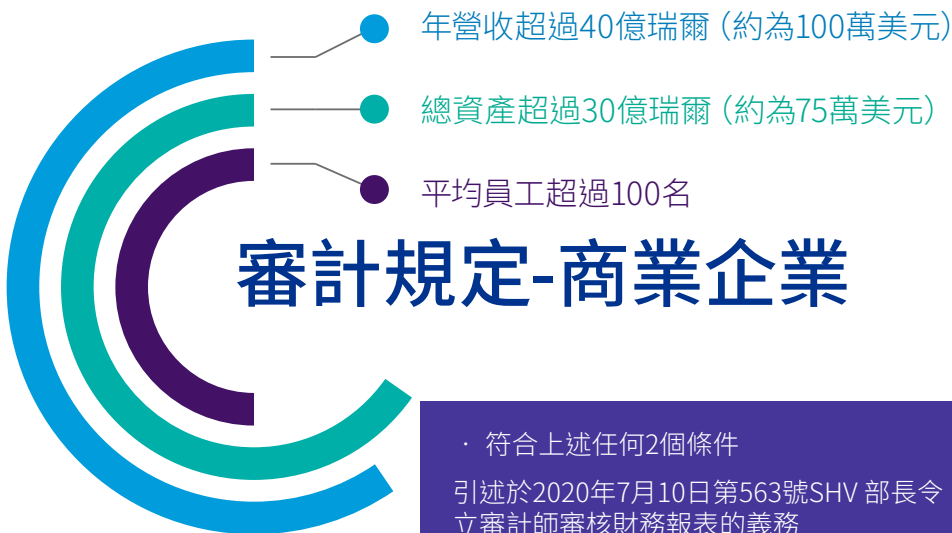 年營收超過40億瑞爾（約為100萬美元）
總資產超過30億瑞爾（約為75萬美元）
平均員工超過100名
審計規定-商業企業
· 符合上述任何2個條件
引述於2020年7月10日第563號SHV 部長令
立審計師審核財務報表的義務